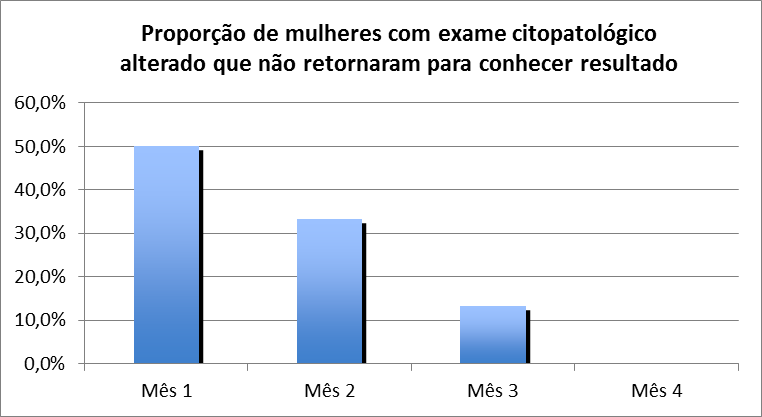 Proporção de mulheres com exame citopatológico
alterado que não retornaram para conhecer resultado
60,0%
50,0%
40,0%
30,0%
20,0%
10,0%
0,0%
Mês 1 Mês 2 Mês 3 Mês 4